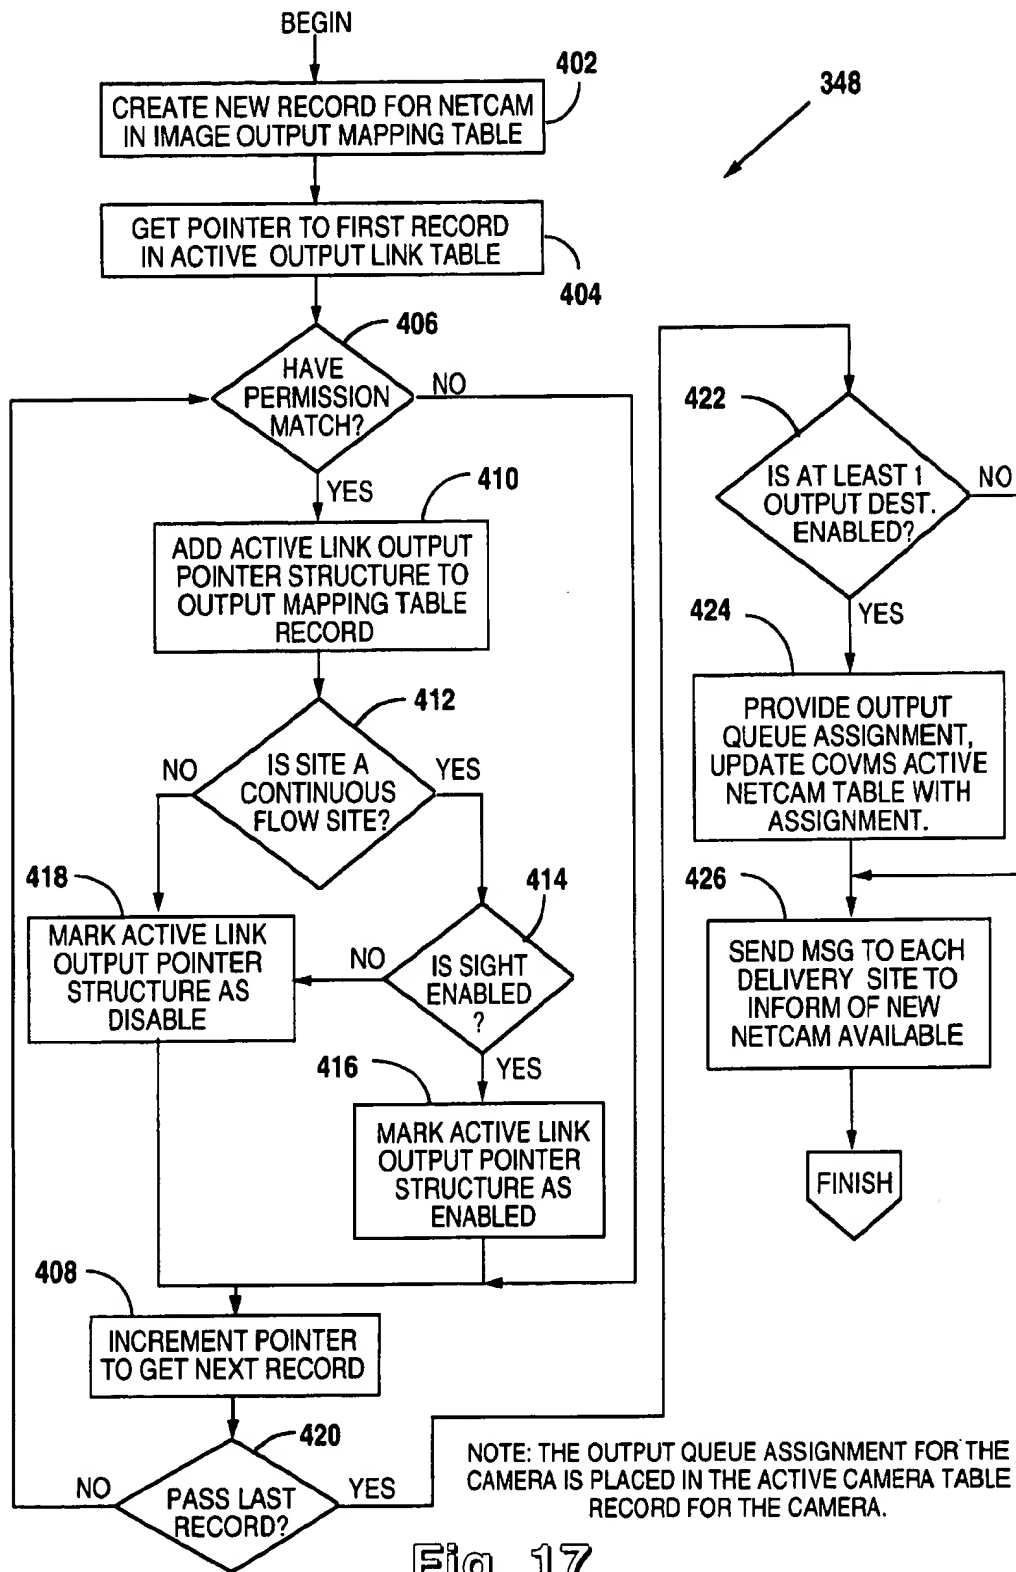 BEGIN
402
CREATE NEW RECORD FOR NETCAM
IN IMAGE OUTPUT MAPPING TABLE
348
GET POINTER TO FIRST RECORD
IN ACTIVE OUTPUT LINK TABLE
404
406
HAVE
PERMISSION
MATCH?
NO
YES
410
ADD ACTIVE LINK OUTPUT
POINTER STRUCTURE TO
OUTPUT MAPPING TABLE
RECORD
412
IS SITE A
CONTINUOUS
FLOW SITE?
NO
YES
418
MARK ACTIVE LINK
OUTPUT POINTER
STRUCTURE AS
DISABLE
414
IS SIGHT
ENABLED
?
NO
YES
416
MARK ACTIVE LINK
OUTPUT POINTER
STRUCTURE AS
ENABLED
408
INCREMENT POINTER
TO GET NEXT RECORD
420
PASS LAST
RECORD?
NO
YES
422
IS AT LEAST 1
OUTPUT DEST.
ENABLED?
NO
YES
424
PROVIDE OUTPUT
QUEUE ASSIGNMENT,
UPDATE COVMS ACTIVE
NETCAM TABLE WITH
ASSIGNMENT.
426
SEND MSG TO EACH
DELIVERY SITE TO
INFORM OF NEW
NETCAM AVAILABLE
FINISH
NOTE: THE OUTPUT QUEUE ASSIGNMENT FOR THE
CAMERA IS PLACED IN THE ACTIVE CAMERA TABLE
RECORD FOR THE CAMERA.
Fig. 17